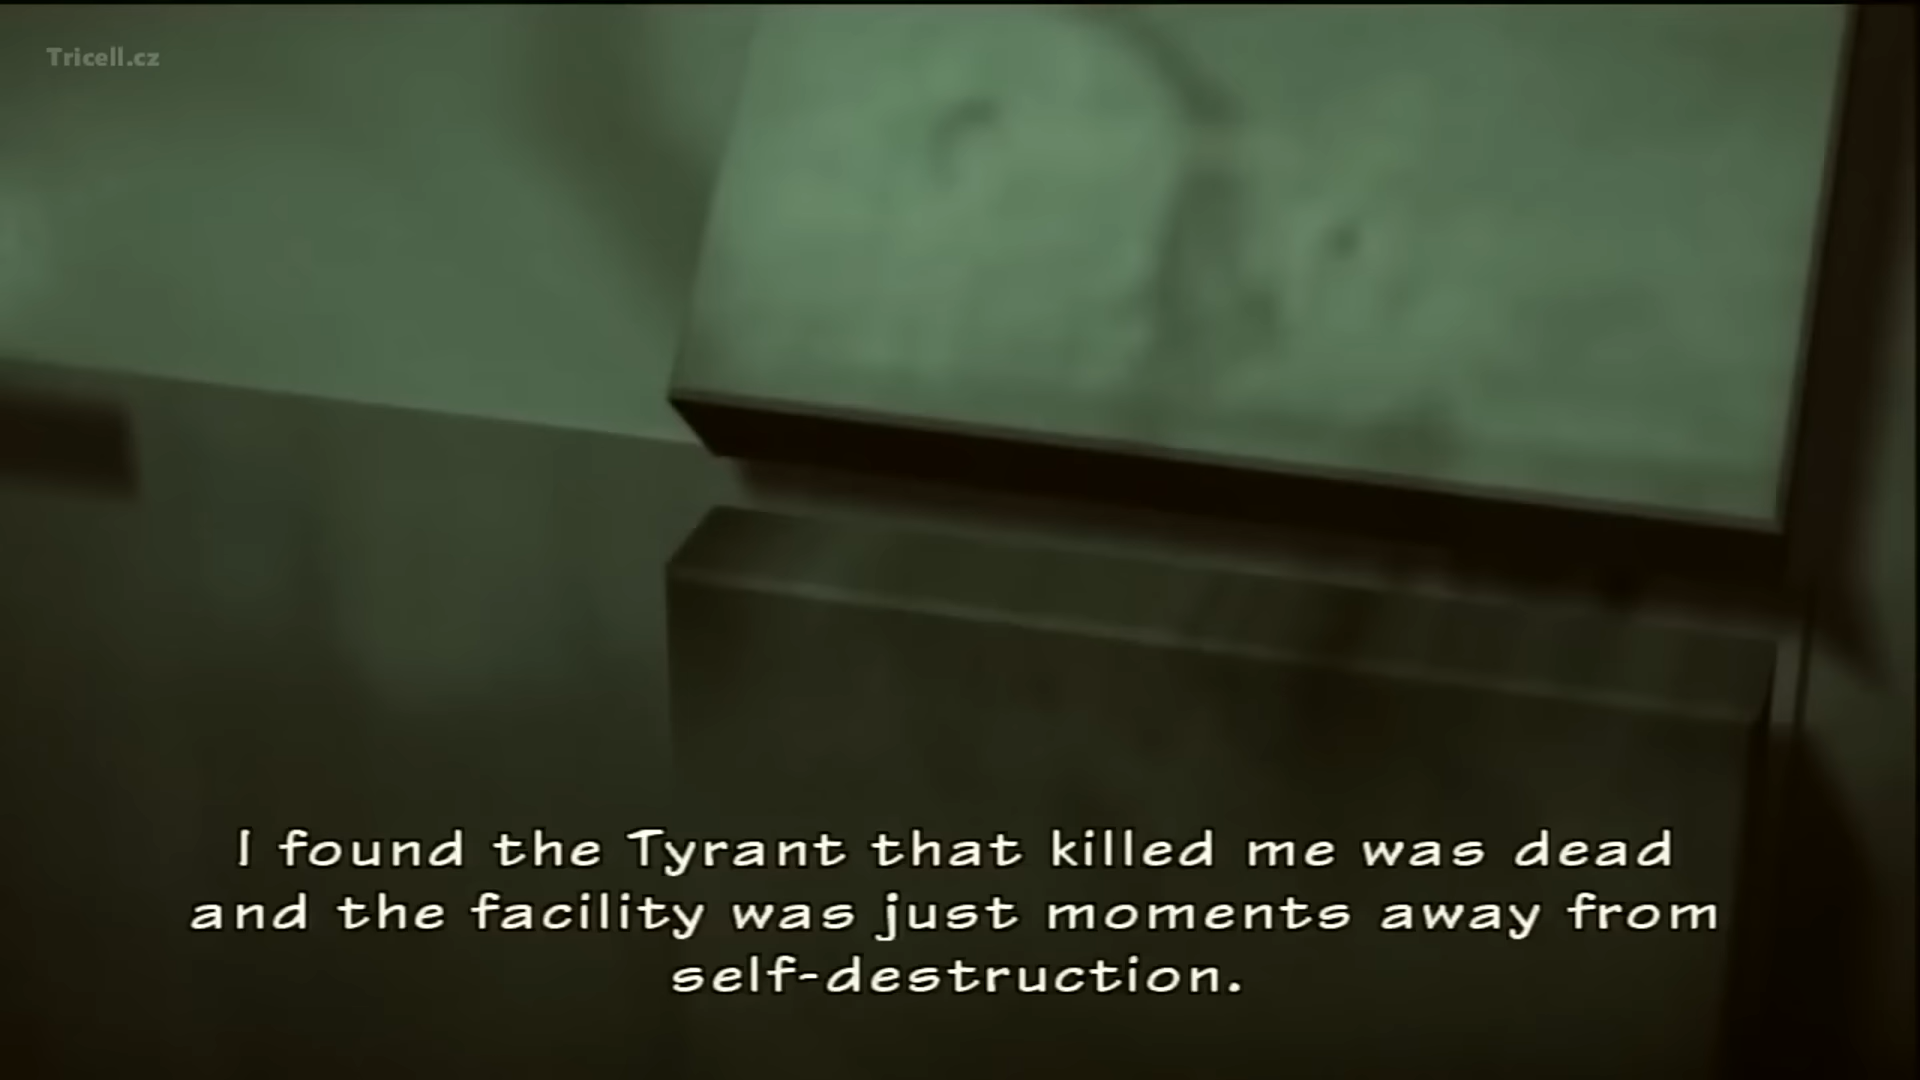 Tricell.cz
I found the Tyrant that killed me was dead
and the facility was just moments away from
self-destruction.